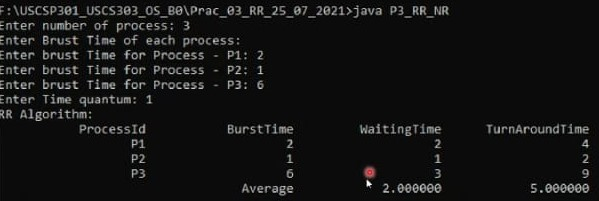 F:\USCSP301_USCS303_OS_B0\Prac_03_RR_25_07_2021>java P3_RR_NR
Enter number of process: 3
Enter Brust Time of each process:
Enter brust Time for Process - P1: 2
Enter brust Time for Process - P2: 1
Enter brust Time for Process - P3: 6
Enter Time quantum: 1
RR Algorithm:
ProcessId BurstTime WaitingTime TurnAroundTime
P1 2 2 4
P2 1 1 2
P3 6 3 9
Average 2.000000 5.000000